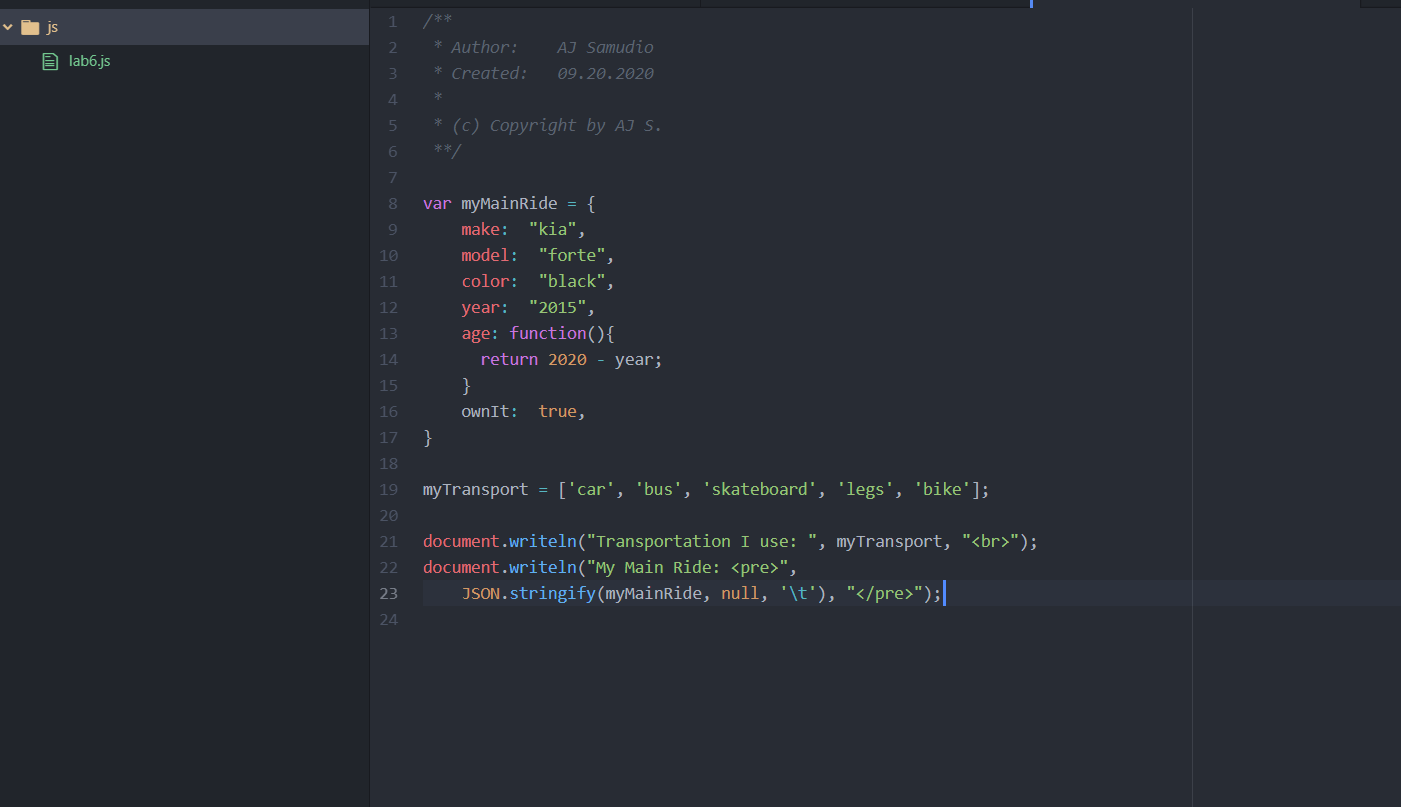 js
lab6.js
1 /**
2  * Author:    AJ Samudio
3  * Created:   09.20.2020
4  *
5  * (c) Copyright by AJ S.
6  **/
7
8 var myMainRide = {
9     make:  "kia",
10     model:  "forte",
11     color:  "black",
12     year:  "2015",
13     age: function(){
14       return 2020 - year;
15     }
16     ownIt:  true,
17 }
18
19 myTransport = ['car', 'bus', 'skateboard', 'legs', 'bike'];
20
21 document.writeln("Transportation I use: ", myTransport, "<br>");
22 document.writeln("My Main Ride: <pre>",
23     JSON.stringify(myMainRide, null, '\t'), "</pre>");
24